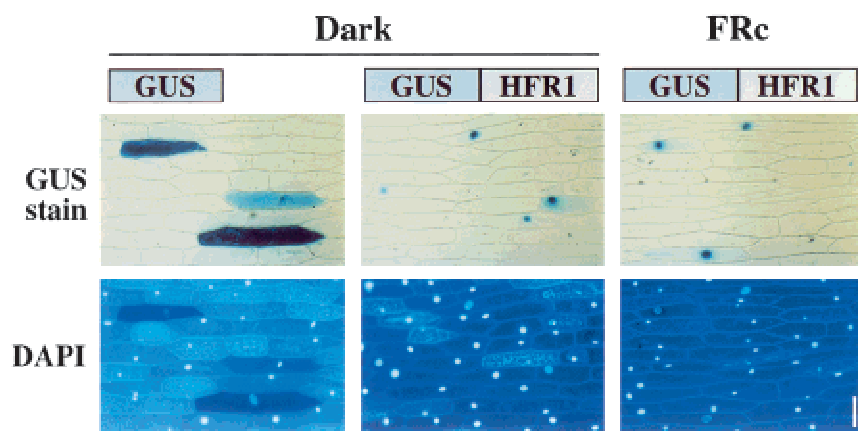 Dark FRc
GUS GUS HFR1 GUS HFR1
GUS
stain
DAPI